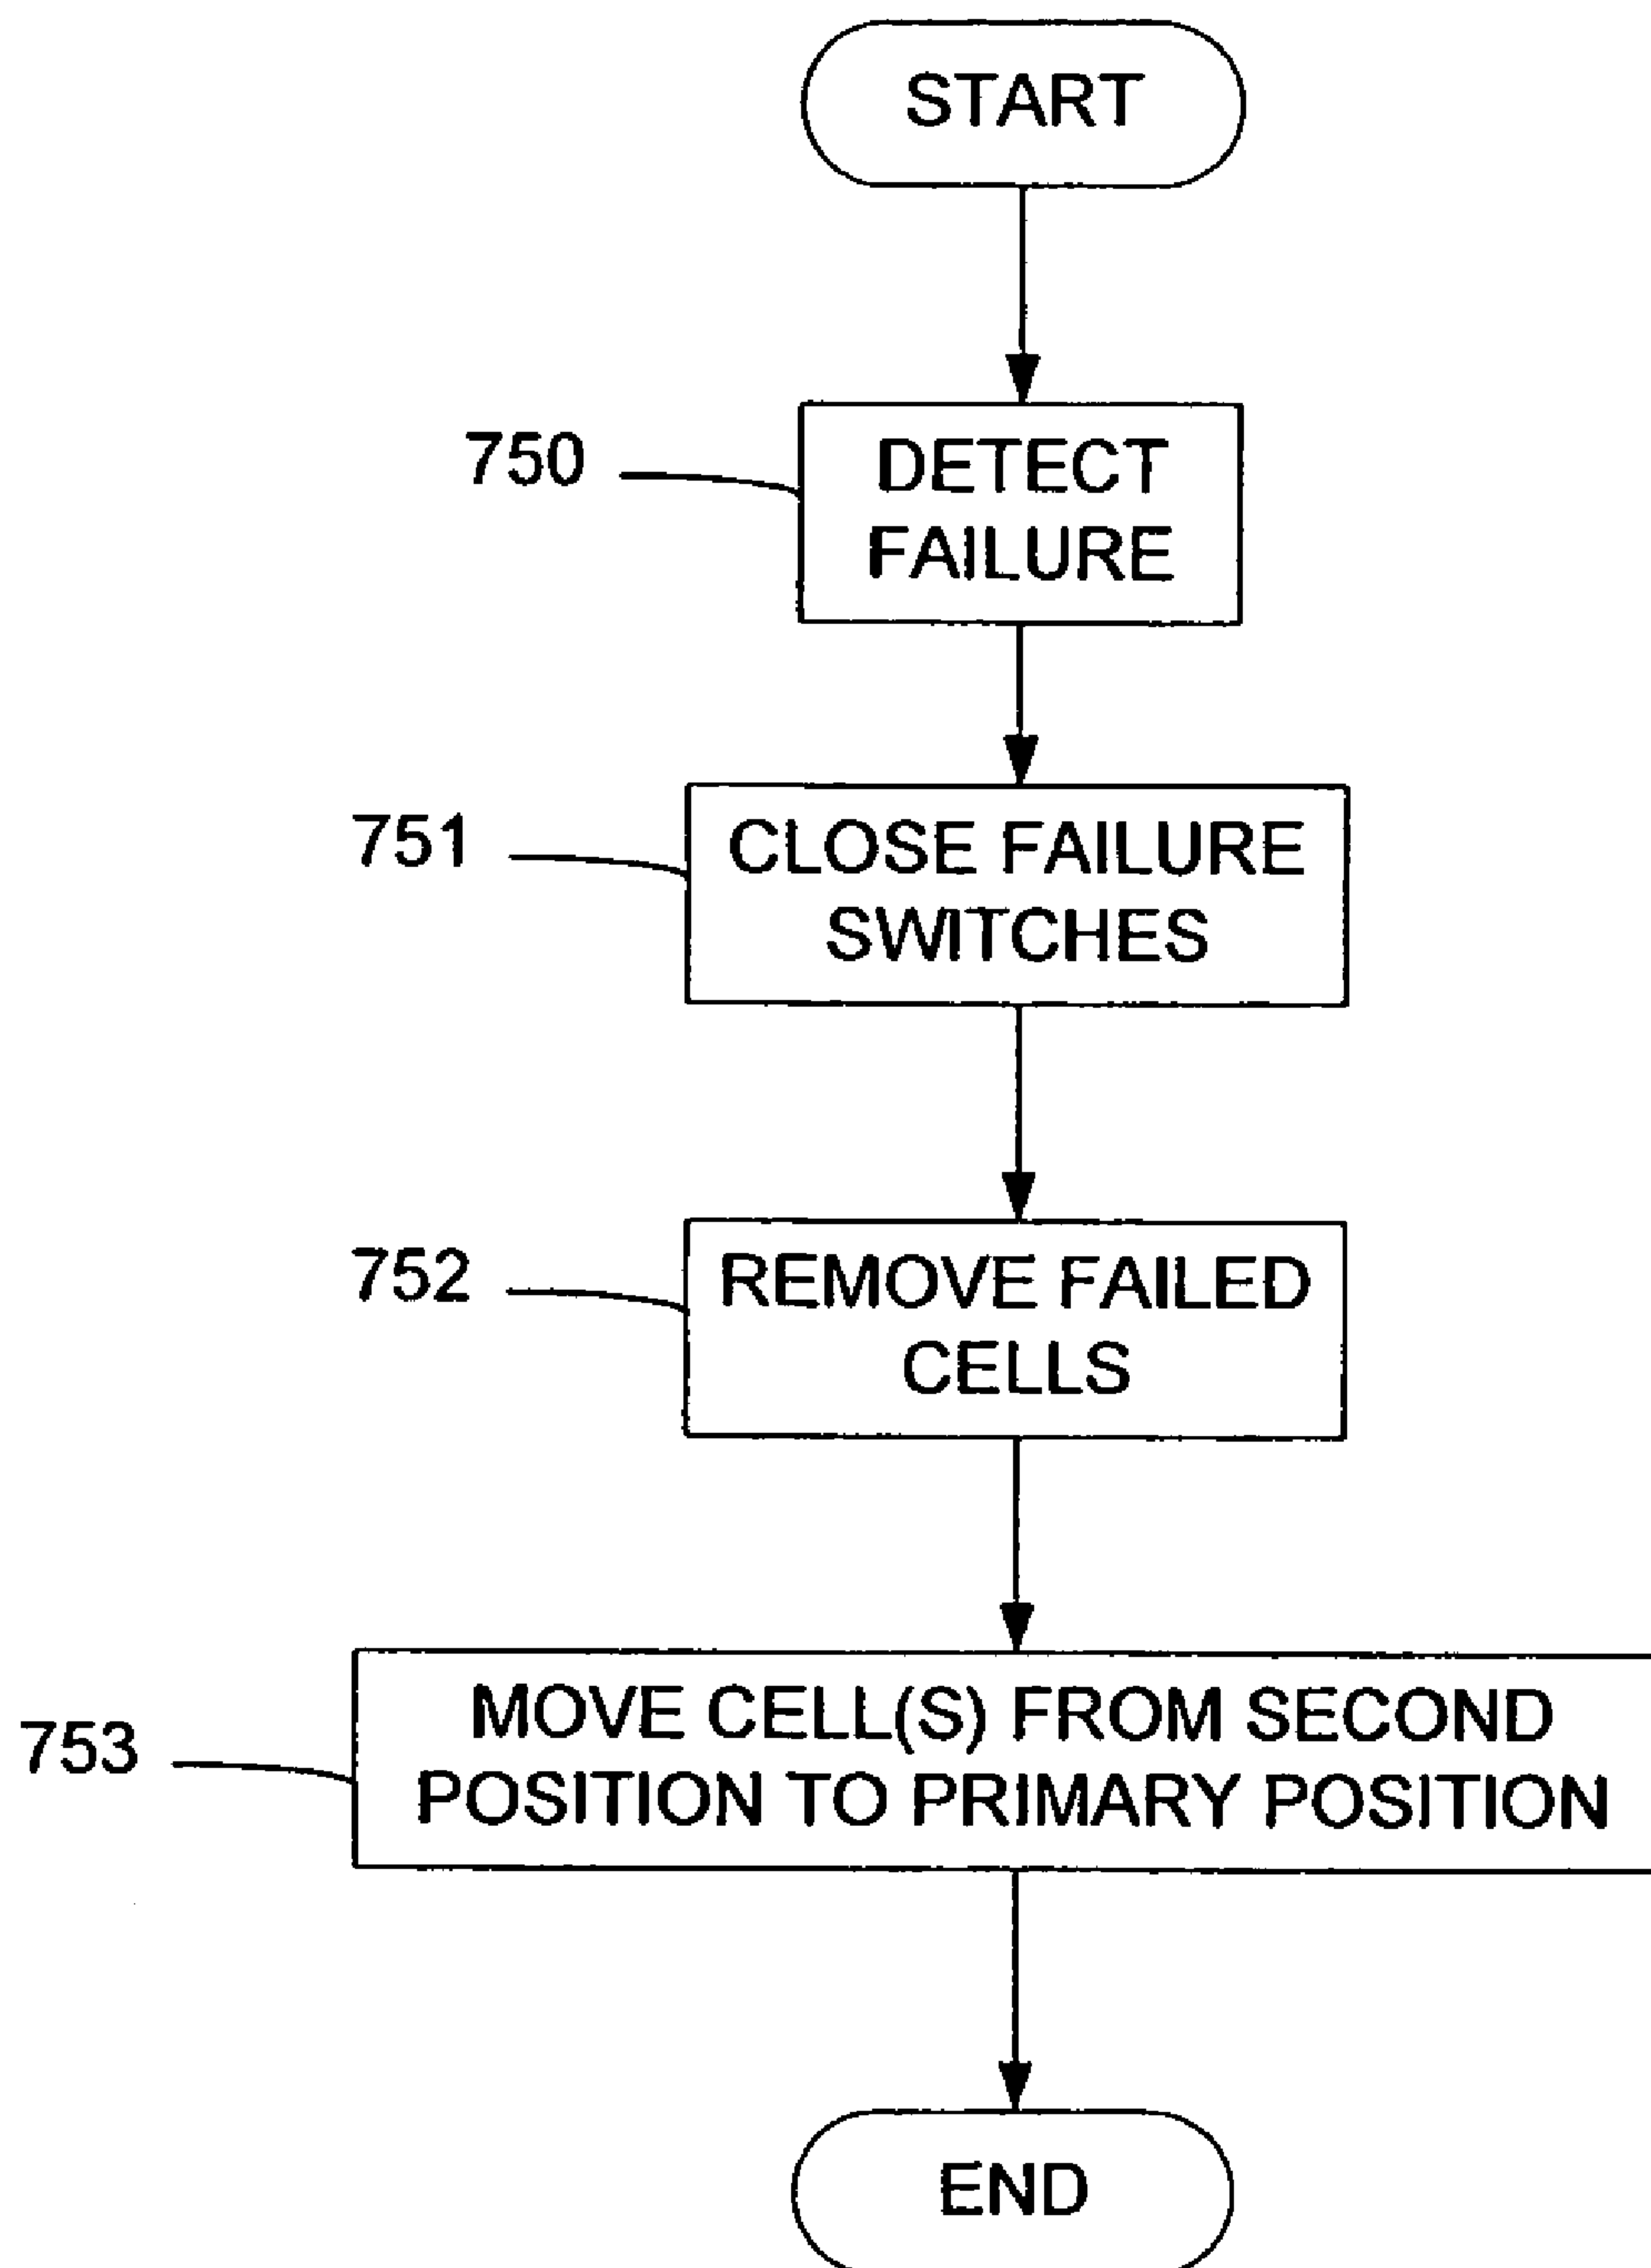 START
750
DETECT
FAILURE
751
CLOSE FAILURE
SWITCHES
752
REMOVE FAILED
CELLS
753
MOVE CELL(S) FROM SECOND
POSITION TO PRIMARY POSITION
END